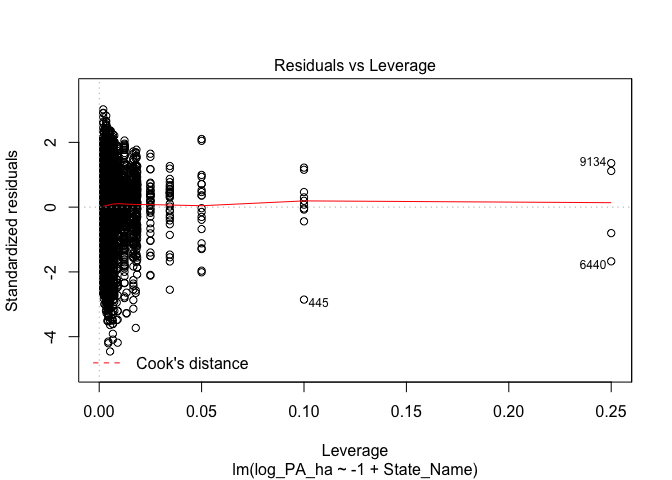 Residuals vs Leverage
Standardized residuals
2
0
-2
-4
9134
6440
445
Cook's distance
0.00 0.05 0.10 0.15 0.20 0.25
Leverage
lm(log_PA_ha ~ -1 + State_Name)